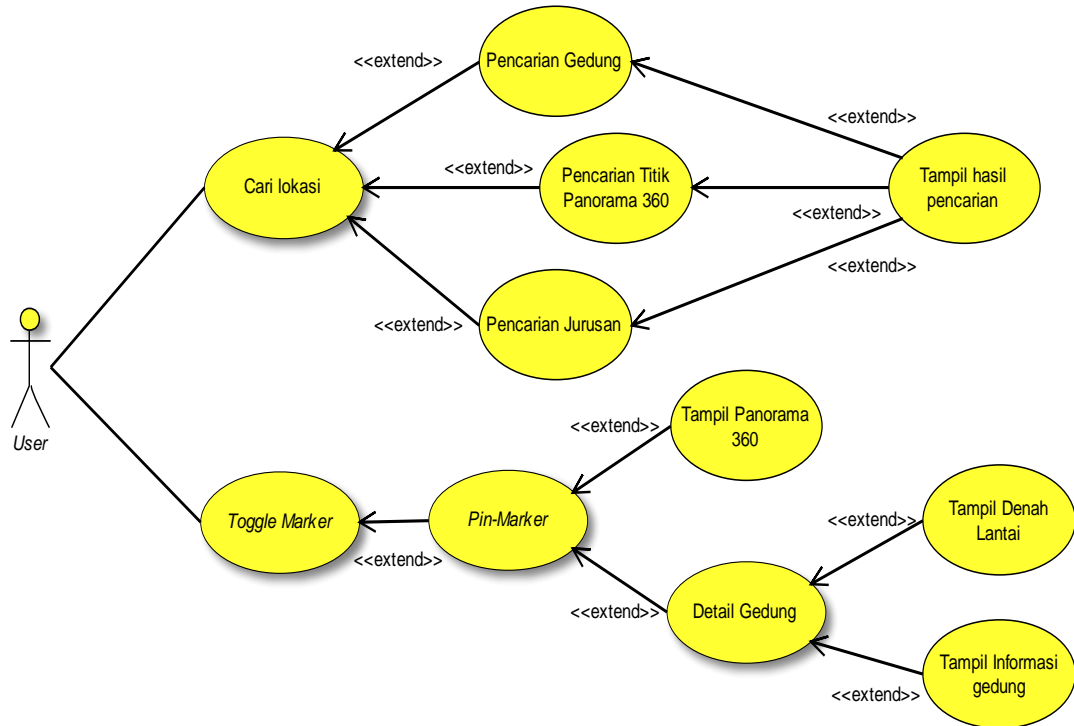 Pencarian Gedung
<<extend>>
<<extend>>
Cari lokasi
<<extend>>
Pencarian Titik
Panorama 360
Tampil hasil
pencarian
<<extend>>
<<extend>>
<<extend>>
Pencarian Jurusan
User
Tampil Panorama
360
<<extend>>
Toggle Marker
<<extend>>
Pin-Marker
<<extend>>
Detail Gedung
Tampil Denah
Lantai
<<extend>>
Tampil Informasi
gedung
<<extend>>